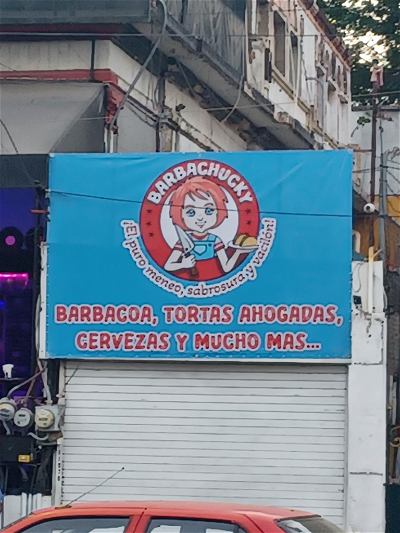 BARBACHUCKY
¡El puro meneo, sabrosura, y vacilón!
BARBACOA, TORTAS AHOGADAS,
CERVEZAS Y MUCHO MAS...